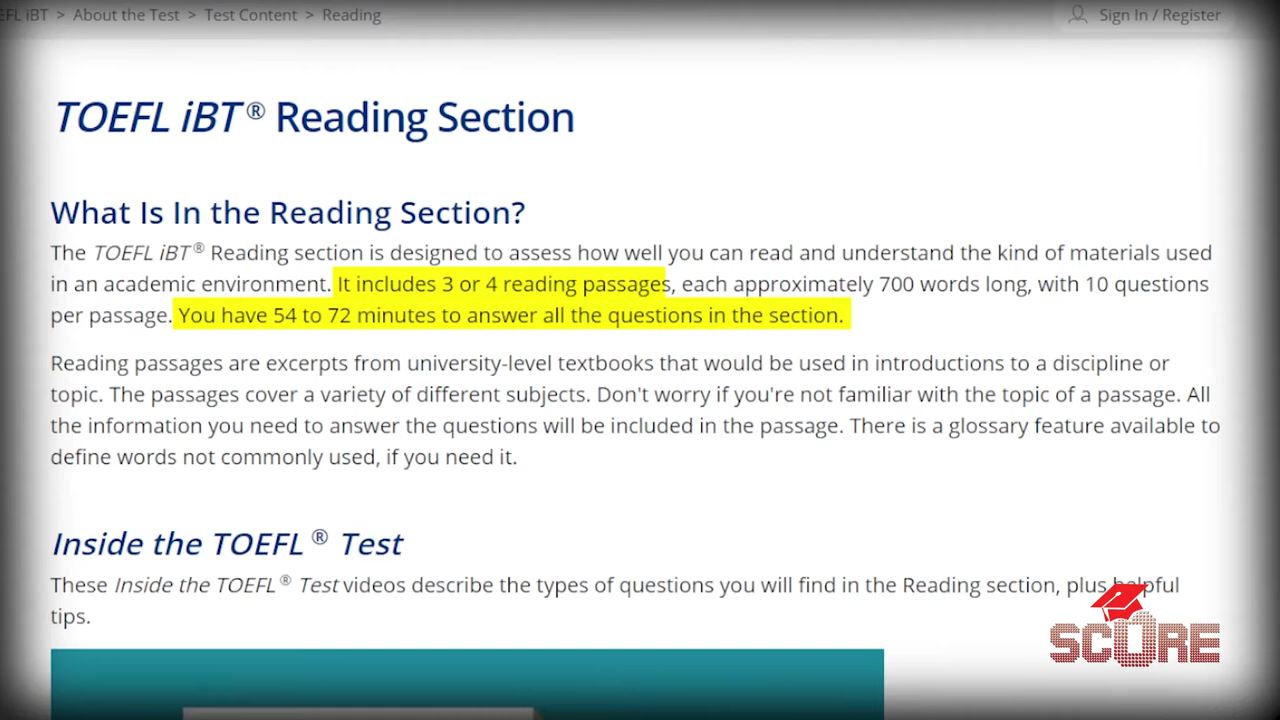 EFL iBT > About the Test > Test Content > Reading
Sign In / Register
TOEFL iBT® Reading Section
What Is In the Reading Section?
The TOEFL iBT® Reading section is designed to assess how well you can read and understand the kind of materials used
in an academic environment. It includes 3 or 4 reading passages, each approximately 700 words long, with 10 questions
per passage. You have 54 to 72 minutes to answer all the questions in the section.
Reading passages are excerpts from university-level textbooks that would be used in introductions to a discipline or
topic. The passages cover a variety of different subjects. Don't worry if you're not familiar with the topic of a passage. All
the information you need to answer the questions will be included in the passage. There is a glossary feature available to
define words not commonly used, if you need it.
Inside the TOEFL® Test
These Inside the TOEFL® Test videos describe the types of questions you will find in the Reading section, plus helpful
tips.
SCORE